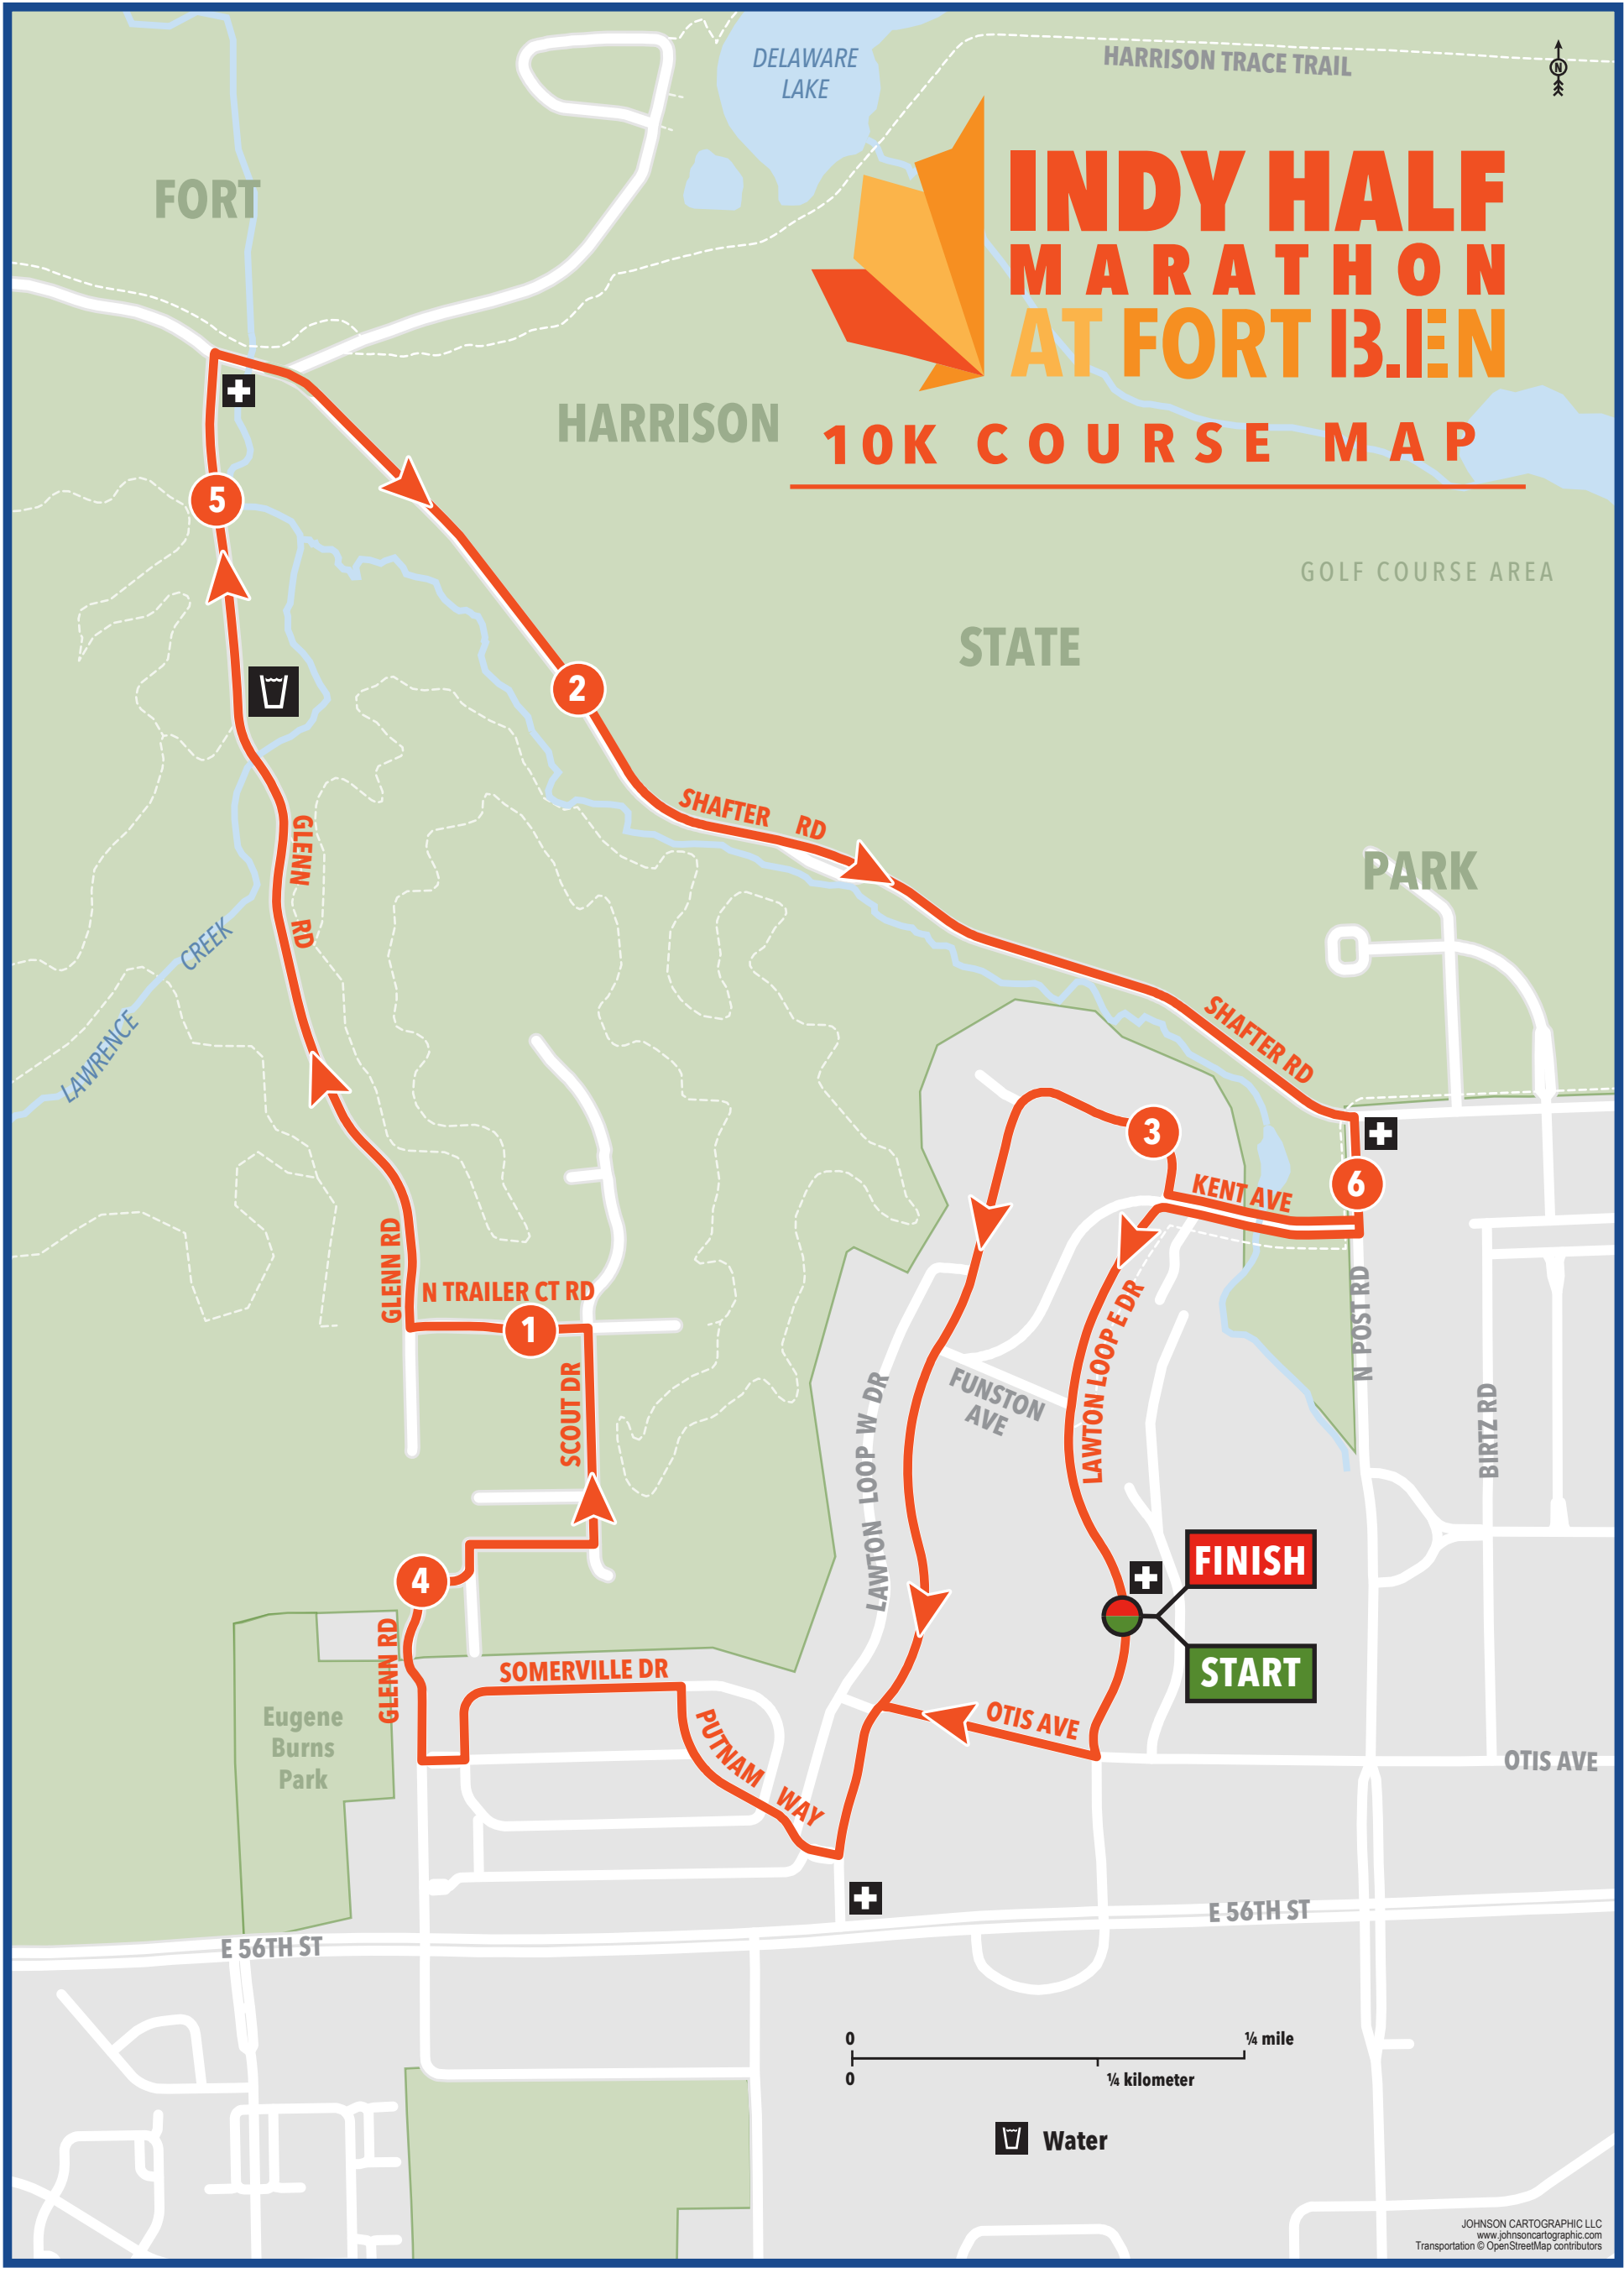 DELAWARE
LAKE
HARRISON TRACE TRAIL
N
FORT
INDY HALF
MARATHON
AT FORT BEN
10K COURSE MAP
HARRISON
5
GOLF COURSE AREA
STATE
2
SHAFTER RD
GLENN RD
PARK
LAWRENCE CREEK
SHAFTER RD
3
6
KENT AVE
GLENN RD
N TRAILER CT RD
1
SCOUT DR
LAWTON LOOP E DR
N POST RD
FUNSTON
AVE
LAWTON LOOP W DR
BIRTZ RD
FINISH
4
START
GLENN RD
SOMERVILLE DR
Eugene
Burns
Park
PUTNAM WAY
OTIS AVE
OTIS AVE
E 56TH ST
E 56TH ST
0 ¼ mile
0 ¼ kilometer
Water
JOHNSON CARTOGRAPHIC LLC
www.johnsoncartographic.com
Transportation © OpenStreetMap contributors